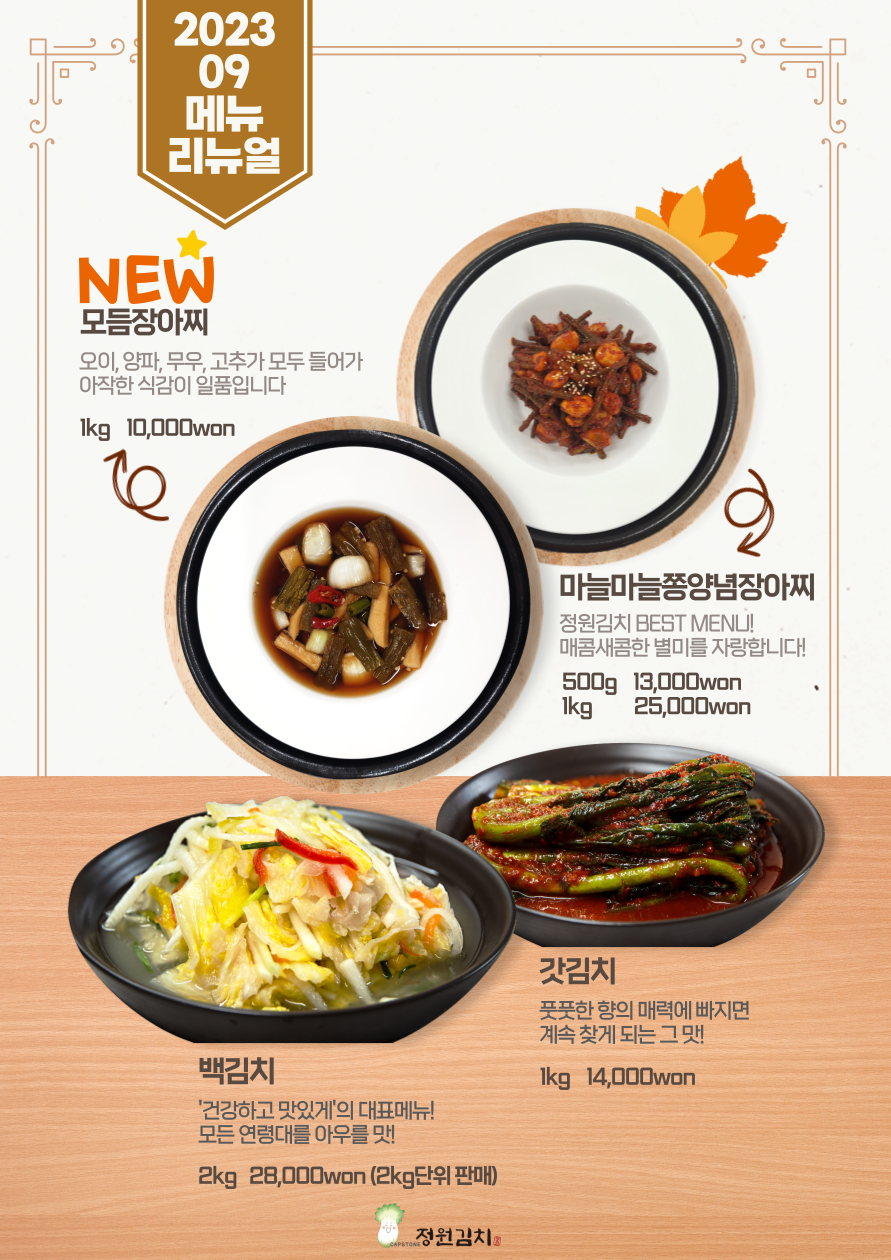 2023
09
메뉴
리뉴얼
NEW
모듬장아찌
오이, 양파, 무우, 고추가 모두 들어가
아작한 식감이 일품입니다
1kg 10,000won
마늘마늘쫑양념장아찌
정원김치 BEST MENU!
매콤새콤한 별미를 자랑합니다!
500g 13,000won
1kg 25,000won
갓김치
풋풋한 향의 매력에 빠지면
계속 찾게 되는 그 맛!
1kg 14,000won
백김치
'건강하고 맛있게'의 대표메뉴!
모든 연령대를 아우를 맛!
2kg 28,000won (2kg단위 판매)
CAPSTONE 정원김치